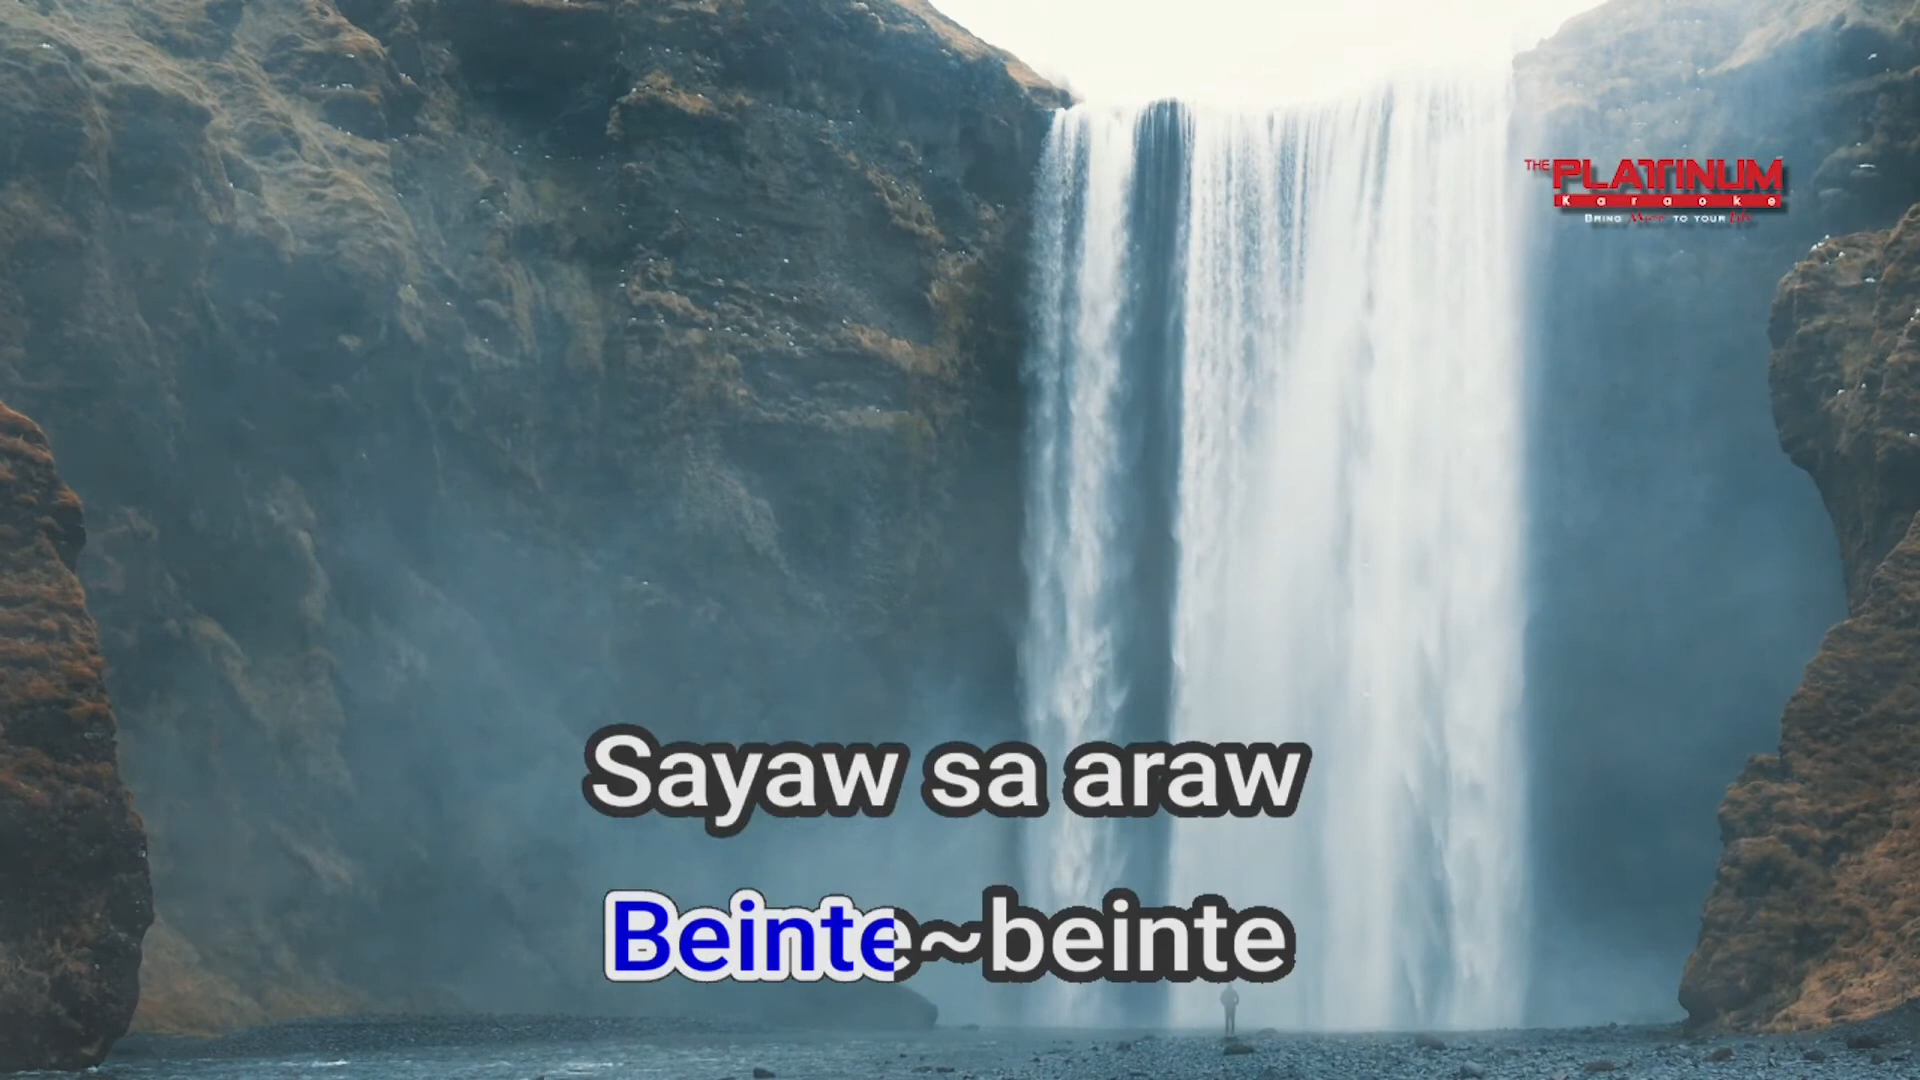 THE PLATINUM
Karaoke
BRING Music TO YOUR Life
Sayaw sa araw
Beinte~beinte